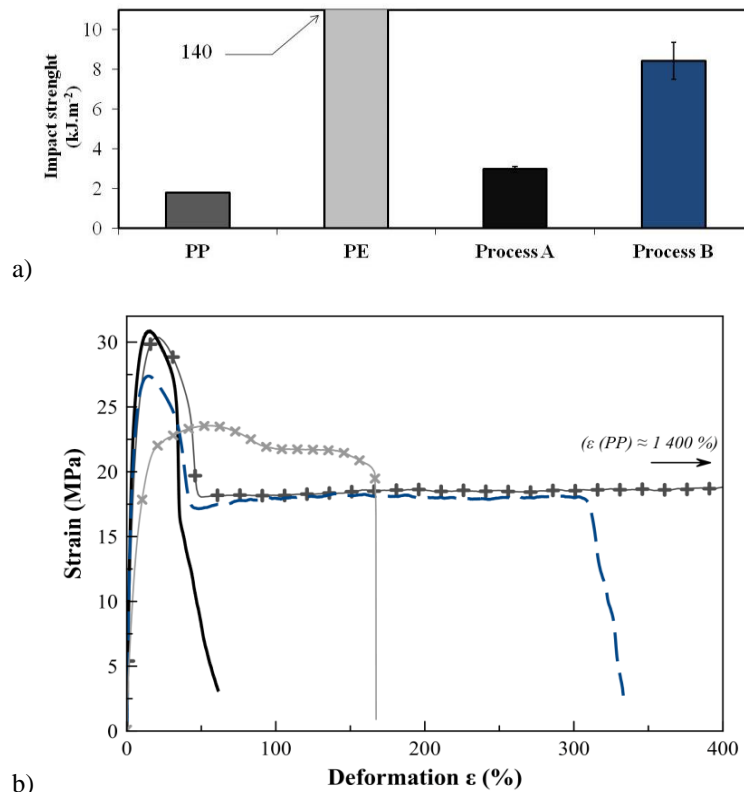 140
Impact strenght
(kJ.m⁻²)
10
8
6
4
2
0
PP
PE
Process A
Process B
a)
30
25
20
15
10
5
0
Strain (MPa)
(ε (PP) ≈ 1 400 %)
0
100
200
300
400
Deformation ε (%)
b)